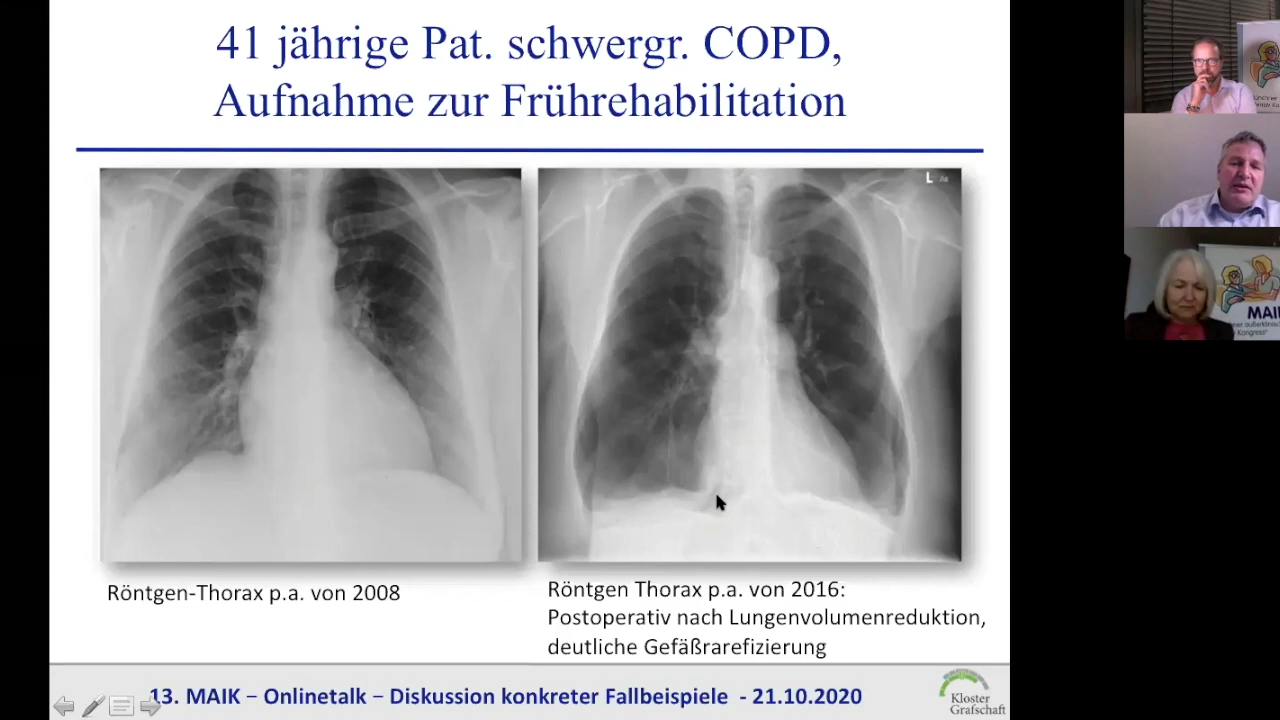 41 jährige Pat. schwergr. COPD,
Aufnahme zur Frührehabilitation
L
Röntgen-Thorax p.a. von 2008
Röntgen Thorax p.a. von 2016:
Postoperativ nach Lungenvolumenreduktion,
deutliche Gefäßrarefizierung
13. MAIK – Onlinetalk – Diskussion konkreter Fallbeispiele - 21.10.2020
Kloster
Grafschaft
MAIK
Kongress